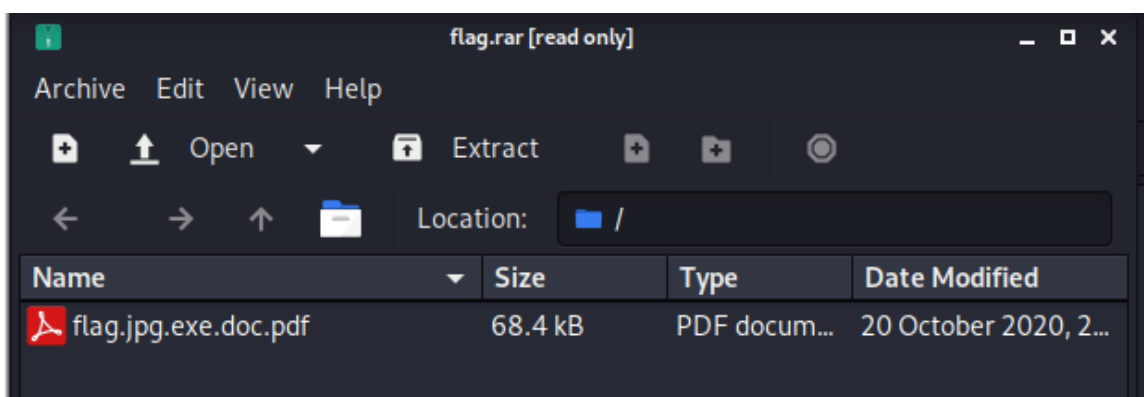 flag.rar [read only]
Archive Edit View Help
Open Extract
Location: /
Name Size Type Date Modified
flag.jpg.exe.doc.pdf 68.4 kB PDF docum... 20 October 2020, 2...